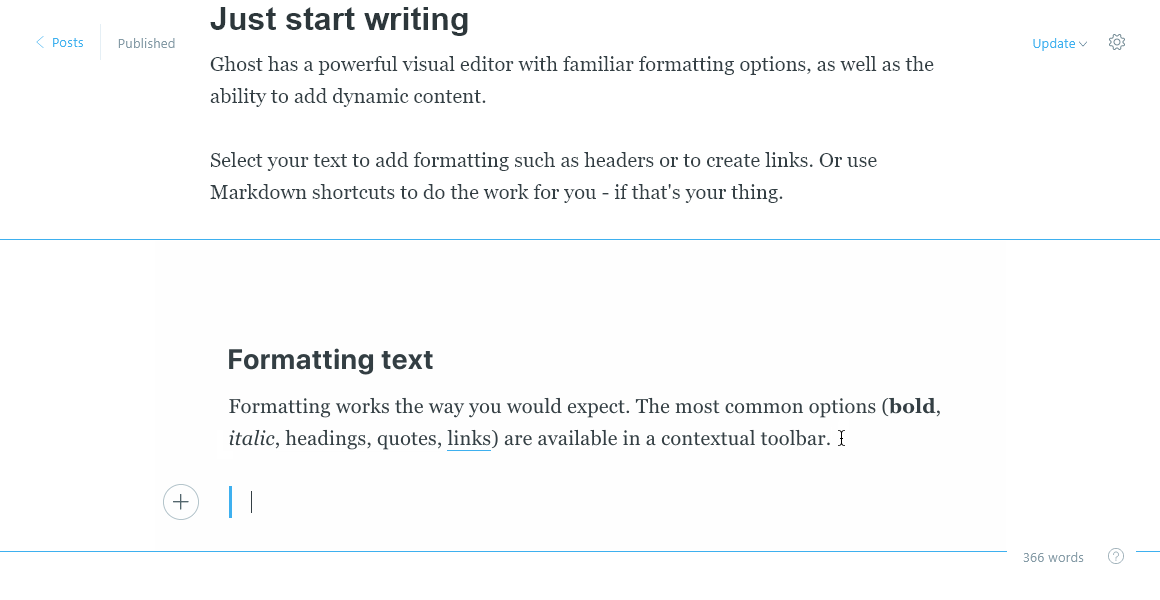 Just start writing
Posts
Published
Update
Ghost has a powerful visual editor with familiar formatting options, as well as the
ability to add dynamic content.
Select your text to add formatting such as headers or to create links. Or use
Markdown shortcuts to do the work for you - if that's your thing.
Formatting text
Formatting works the way you would expect. The most common options (bold,
italic, headings, quotes, links) are available in a contextual toolbar.
366 words